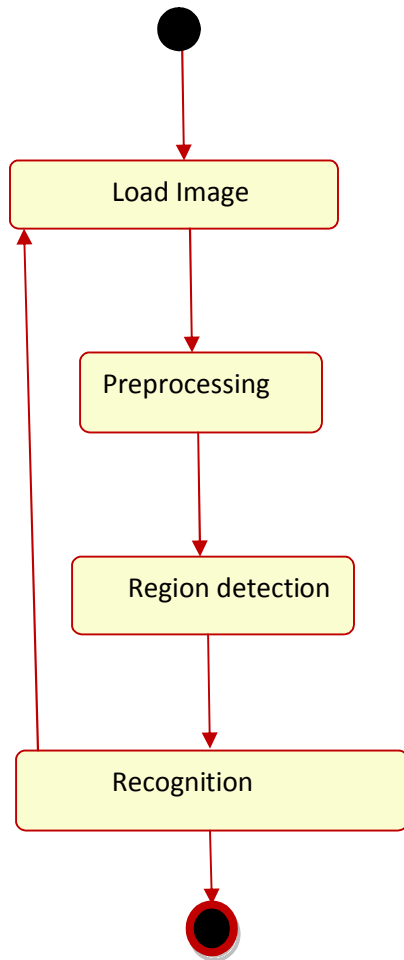 Load Image
Preprocessing
Region detection
Recognition